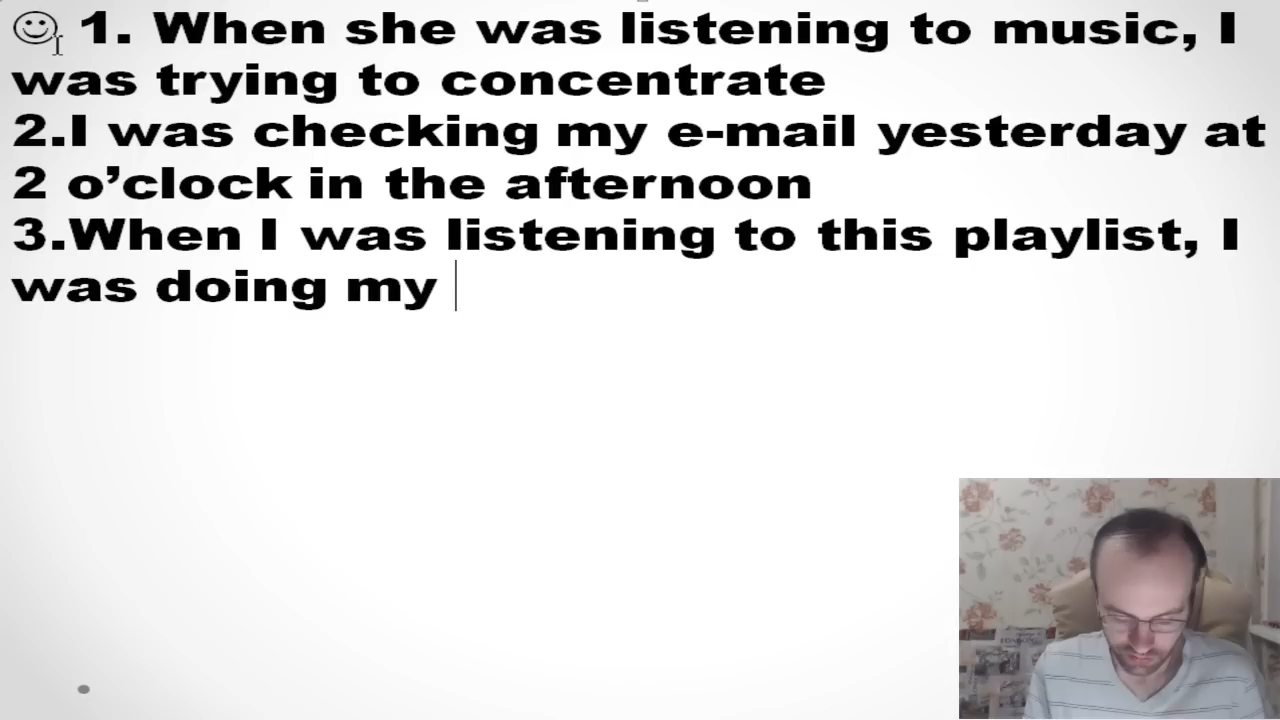 1. When she was listening to music, I
was trying to concentrate
2.I was checking my e-mail yesterday at
2 o’clock in the afternoon
3.When I was listening to this playlist, I
was doing my